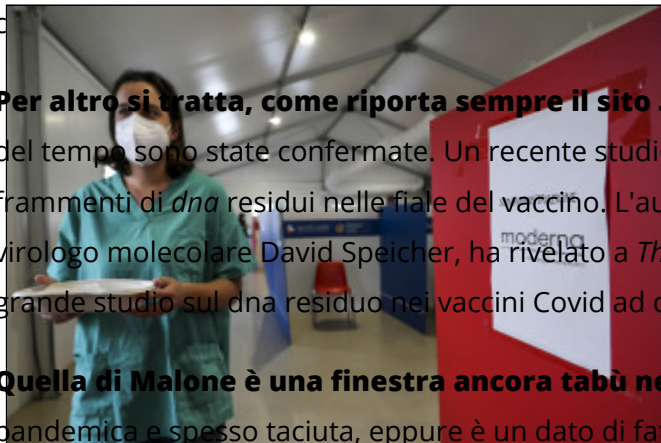 Per altro si tratta, come riporta sempre il sito
del tempo sono state confermate. Un recente studio
frammenti di dna residui nelle fiale del vaccino. L'au
virologo molecolare David Speicher, ha rivelato a Th
grande studio sul dna residuo nei vaccini Covid ad o
Quella di Malone è una finestra ancora tabù ne
pandemica e spesso taciuta, eppure è un dato di fa
moderna